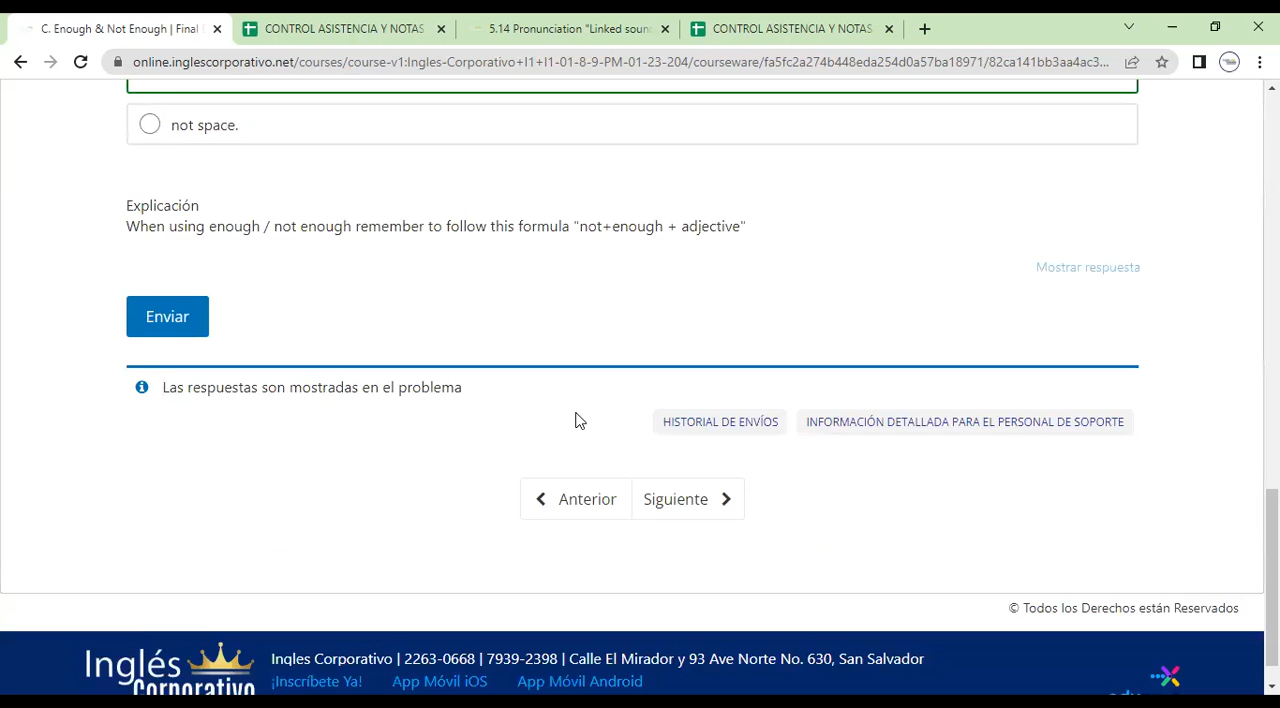 C. Enough & Not Enough | Final
CONTROL ASISTENCIA Y NOTAS
5.14 Pronunciation "Linked soun
CONTROL ASISTENCIA Y NOTAS
online.inglescorporativo.net/courses/course-v1:Ingles-Corporativo+I1+I1-01-8-9-PM-01-23-204/courseware/fa5fc2a274b448eda254d0a57ba18971/82ca141bb3aa4ac3...
not space.
Explicación
When using enough / not enough remember to follow this formula "not+enough + adjective"
Mostrar respuesta
Enviar
Las respuestas son mostradas en el problema
HISTORIAL DE ENVÍOS
INFORMACIÓN DETALLADA PARA EL PERSONAL DE SOPORTE
Anterior
Siguiente
© Todos los Derechos están Reservados
Inglés Corporativo
Ingles Corporativo | 2263-0668 | 7939-2398 | Calle El Mirador y 93 Ave Norte No. 630, San Salvador
¡Inscríbete Ya! App Móvil iOS App Móvil Android